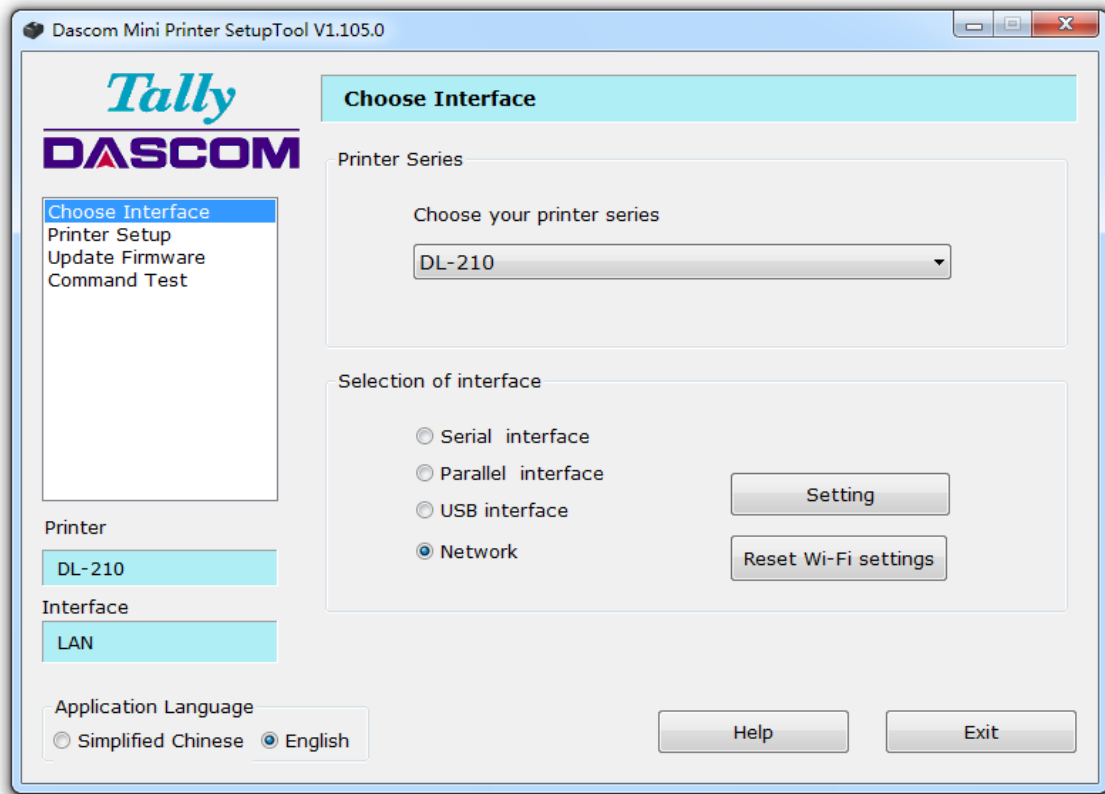 Dascom Mini Printer SetupTool V1.105.0
Tally
DASCOM
Choose Interface
Printer Setup
Update Firmware
Command Test
Printer
DL-210
Interface
LAN
Application Language
Simplified Chinese
English
Choose Interface
Printer Series
Choose your printer series
DL-210
Selection of interface
Serial interface
Parallel interface
USB interface
Network
Setting
Reset Wi-Fi settings
Help
Exit